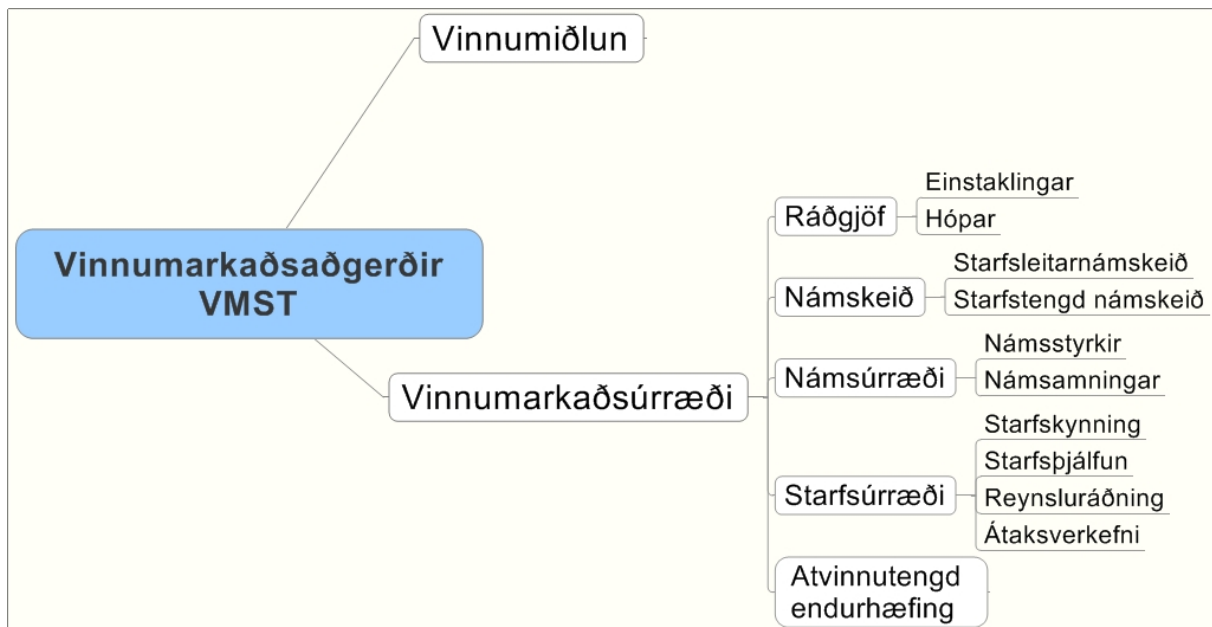 Vinnumiðlun
Vinnumarkaðsaðgerðir
VMST
Vinnumarkaðsúrræði
Ráðgjöf
Einstaklingar
Hópar
Námskeið
Starfsleitarnámskeið
Starfstengd námskeið
Námsúrræði
Námsstyrkir
Námsamningar
Starfsúrræði
Starfskynning
Starfsþjálfun
Reynsluráðning
Átaksverkefni
Atvinnutengd
endurhæfing